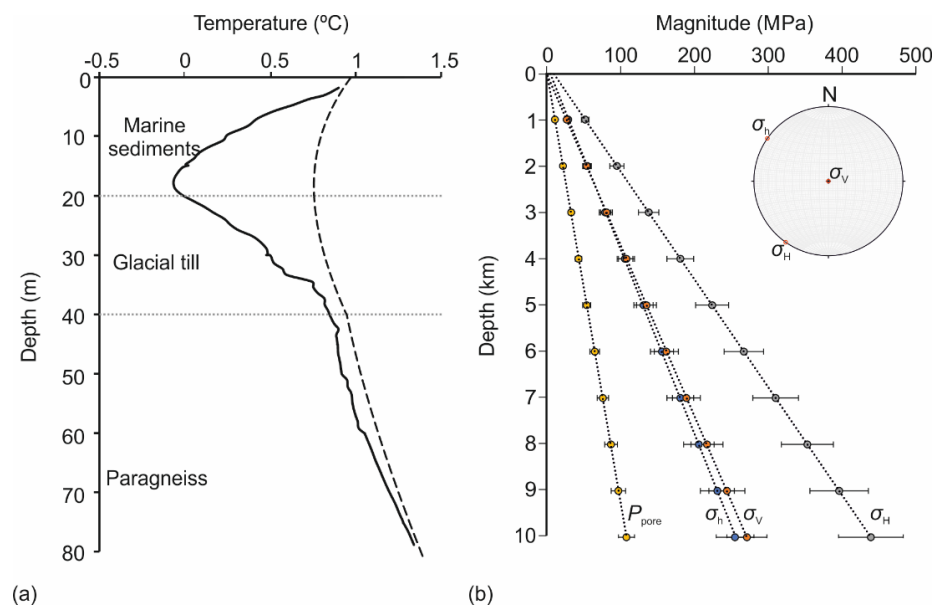 Temperature (ºC)
-0.5 0 0.5 1 1.5
Depth (m)
0
10
20
30
40
50
60
70
80
Marine
sediments
Glacial till
Paragneiss
(a)
Magnitude (MPa)
0 100 200 300 400 500
Depth (km)
0
1
2
3
4
5
6
7
8
9
10
N
σh
σV
σH
Ppore
σh
σV
σH
(b)